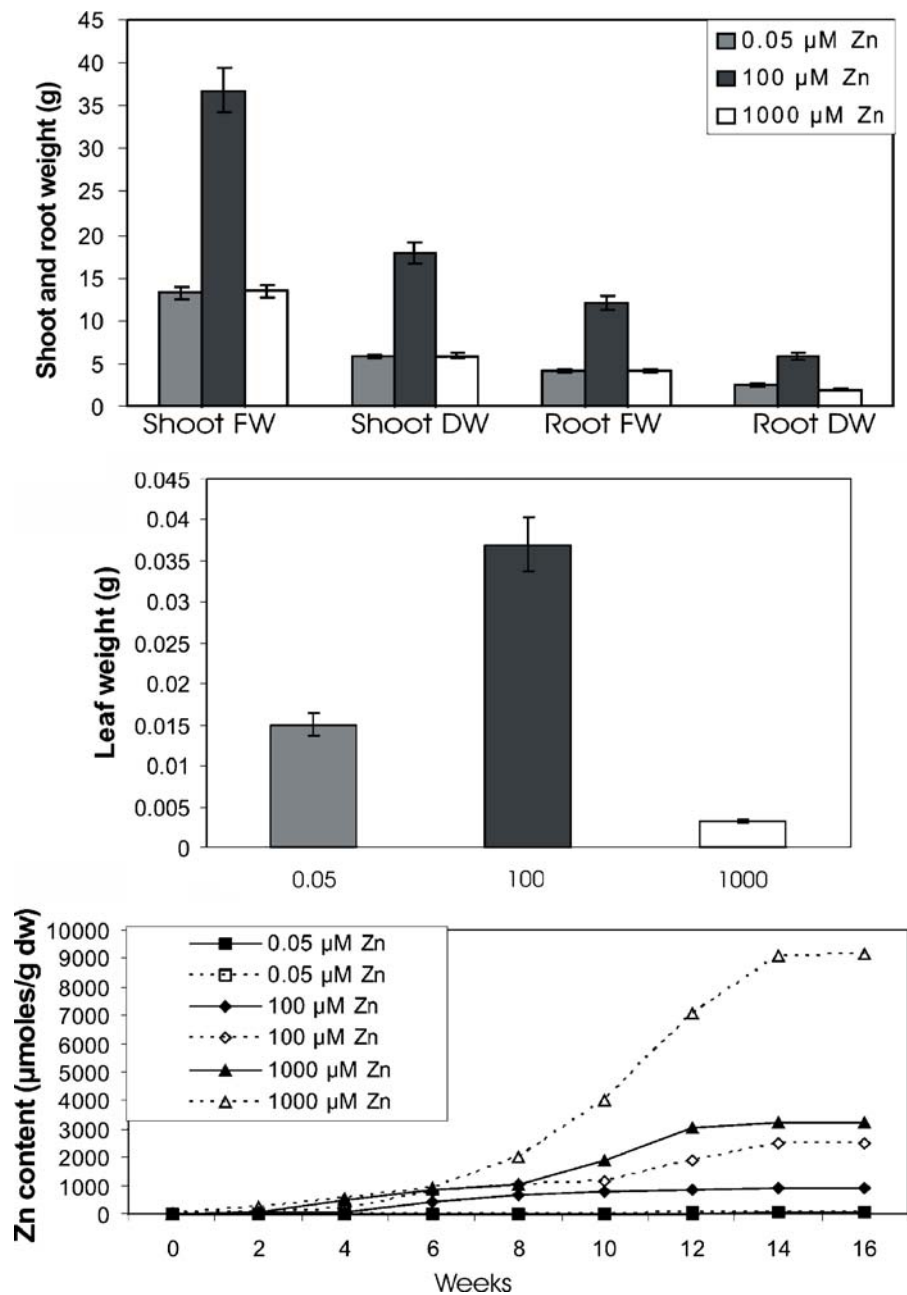 Shoot and root weight (g)
45
40
35
30
25
20
15
10
5
0
0.05 µM Zn
100 µM Zn
1000 µM Zn
Shoot FW Shoot DW Root FW Root DW
Leaf weight (g)
0.045
0.04
0.035
0.03
0.025
0.02
0.015
0.01
0.005
0
0.05 100 1000
Zn content (µmoles/g dw)
10000
9000
8000
7000
6000
5000
4000
3000
2000
1000
0
0.05 µM Zn
0.05 µM Zn
100 µM Zn
100 µM Zn
1000 µM Zn
1000 µM Zn
0 2 4 6 8 10 12 14 16
Weeks